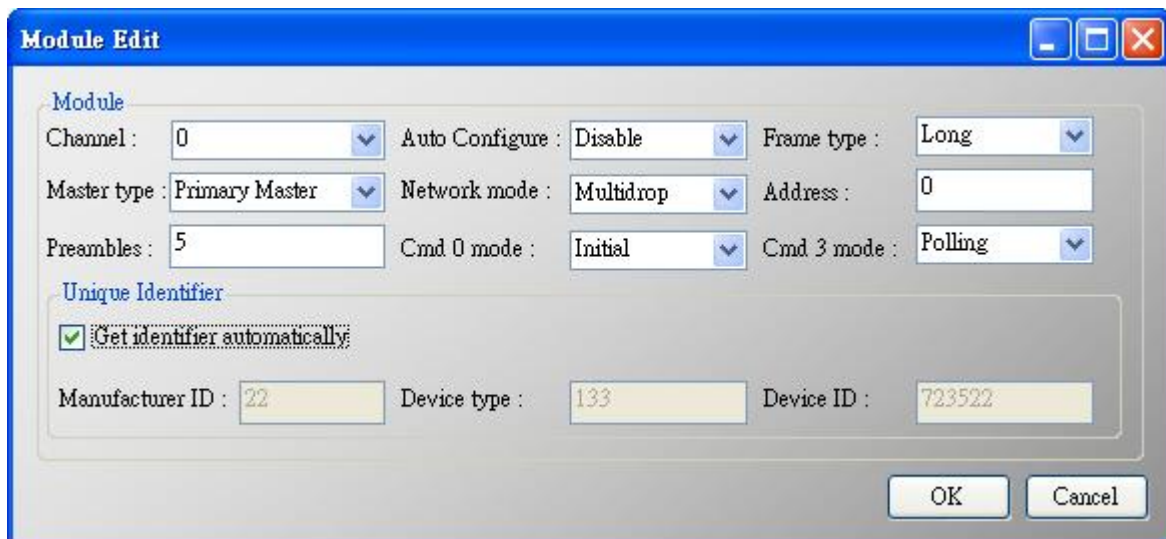 Module Edit
Module
Channel : 0 Auto Configure : Disable Frame type : Long
Master type : Primary Master Network mode : Multidrop Address : 0
Preambles : 5 Cmd 0 mode : Initial Cmd 3 mode : Polling
Unique Identifier
Get identifier automatically
Manufacturer ID : 22 Device type : 133 Device ID : 723522
OK Cancel